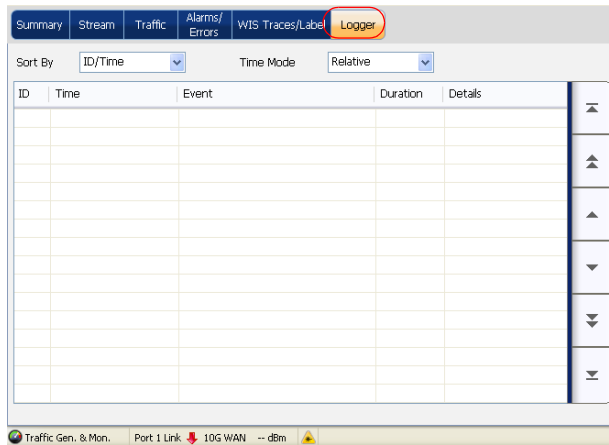 Summary Stream Traffic Alarms/ Errors WIS Traces/Label Logger
Sort By ID/Time Time Mode Relative
ID Time Event Duration Details
Traffic Gen. & Mon. Port 1 Link 10G WAN -- dBm